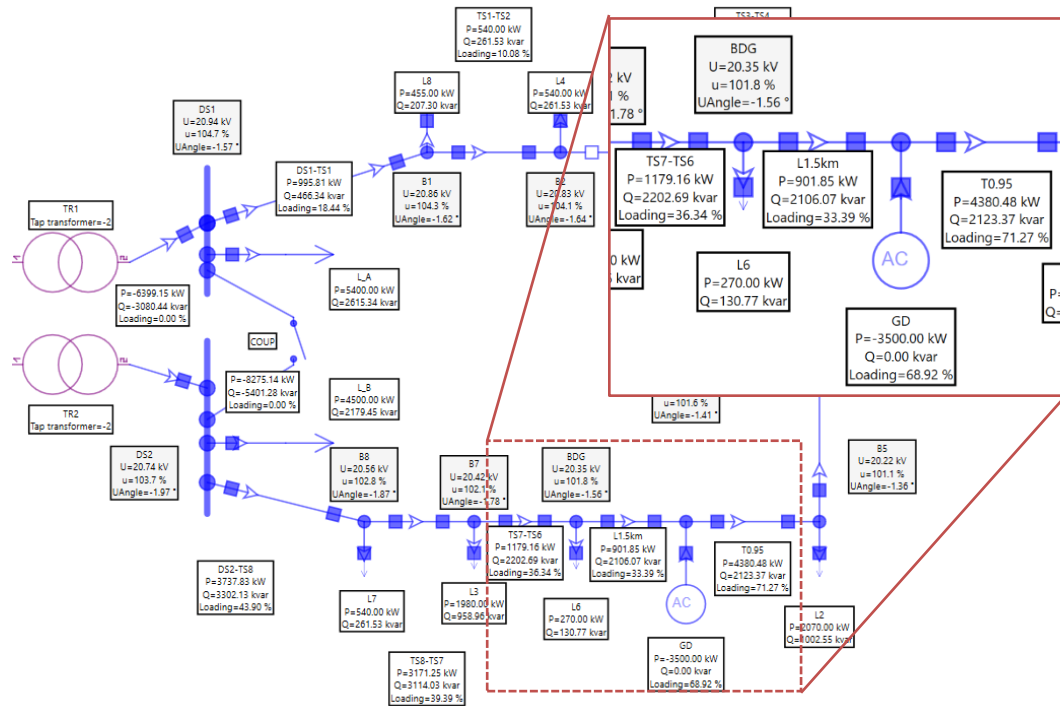 TS1-TS2
P=540.00 kW
Q=261.53 kvar
Loading=10.08 %
TS3-TS4
L8
P=455.00 kW
Q=207.30 kvar
L4
P=540.00 kW
Q=261.53 kvar
DS1
U=20.94 kV
u=104.7 %
UAngle=-1.57 °
DS1-TS1
P=995.81 kW
Q=466.34 kvar
Loading=18.44 %
B1
U=20.86 kV
u=104.3 %
UAngle=-1.62 °
B2
U=20.83 kV
u=104.1 %
UAngle=-1.64 °
TR1
Tap transformer=-2
P=-6399.15 kW
Q=-3080.44 kvar
Loading=0.00 %
L_A
P=5400.00 kW
Q=2615.34 kvar
COUP
P=-8275.14 kW
Q=-5401.28 kvar
Loading=0.00 %
L_B
P=4500.00 kW
Q=2179.45 kvar
TR2
Tap transformer=-2
DS2
U=20.74 kV
u=103.7 %
UAngle=-1.97 °
B8
U=20.56 kV
u=102.8 %
UAngle=-1.87 °
B7
U=20.42 kV
u=102.1 %
UAngle=-1.78 °
BDG
U=20.35 kV
u=101.8 %
UAngle=-1.56 °
u=101.6 %
UAngle=-1.41 °
B5
U=20.22 kV
u=101.1 %
UAngle=-1.36 °
DS2-TS8
P=3737.83 kW
Q=3302.13 kvar
Loading=43.90 %
L7
P=540.00 kW
Q=261.53 kvar
TS8-TS7
P=3171.25 kW
Q=3114.03 kvar
Loading=39.39 %
L3
P=1980.00 kW
Q=958.96 kvar
TS7-TS6
P=1179.16 kW
Q=2202.69 kvar
Loading=36.34 %
L6
P=270.00 kW
Q=130.77 kvar
L1.5km
P=901.85 kW
Q=2106.07 kvar
Loading=33.39 %
AC
GD
P=-3500.00 kW
Q=0.00 kvar
Loading=68.92 %
T0.95
P=4380.48 kW
Q=2123.37 kvar
Loading=71.27 %
L2
P=2070.00 kW
Q=1002.55 kvar
BDG
U=20.35 kV
u=101.8 %
UAngle=-1.56 °
2 kV
1 %
1.78 °
TS7-TS6
P=1179.16 kW
Q=2202.69 kvar
Loading=36.34 %
L1.5km
P=901.85 kW
Q=2106.07 kvar
Loading=33.39 %
T0.95
P=4380.48 kW
Q=2123.37 kvar
Loading=71.27 %
0 kW
kvar
L6
P=270.00 kW
Q=130.77 kvar
AC
GD
P=-3500.00 kW
Q=0.00 kvar
Loading=68.92 %